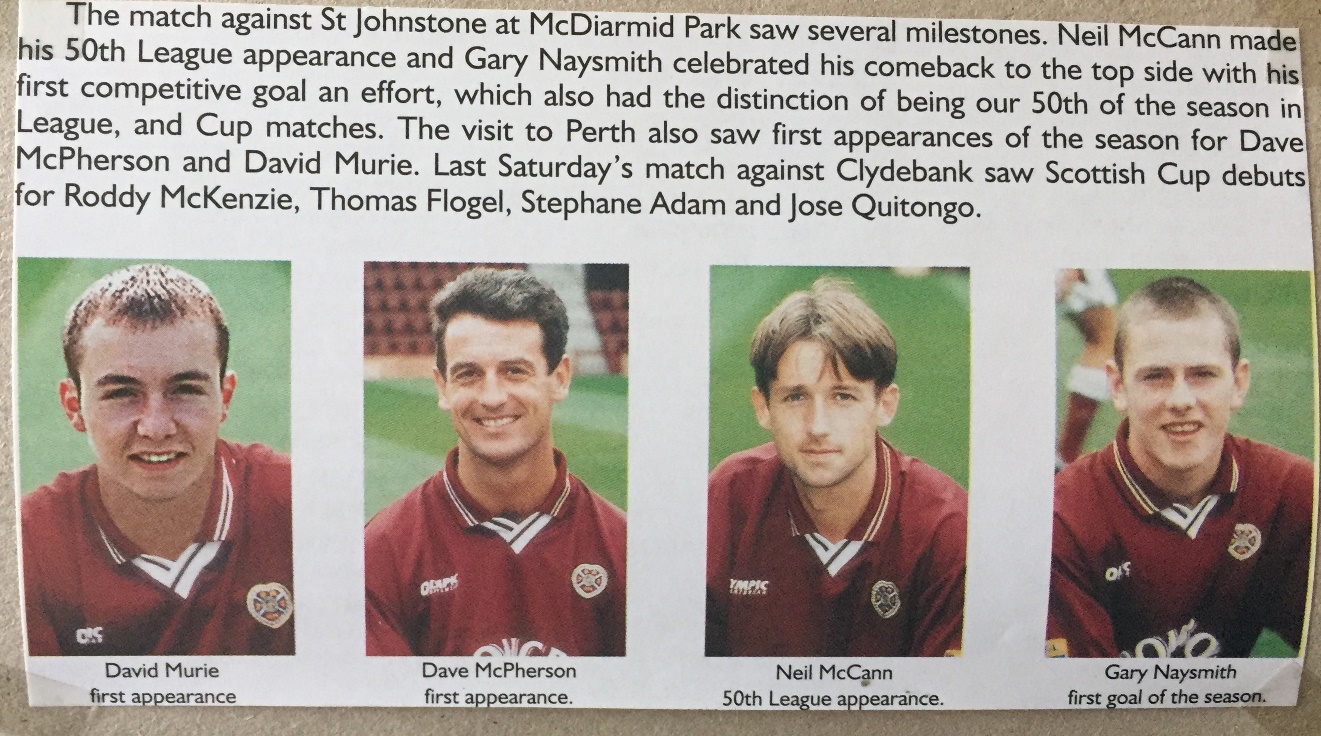 The match against St Johnstone at McDiarmid Park saw several milestones. Neil McCann made
his 50th League appearance and Gary Naysmith celebrated his comeback to the top side with his
first competitive goal an effort, which also had the distinction of being our 50th of the season in
League, and Cup matches. The visit to Perth also saw first appearances of the season for Dave
McPherson and David Murie. Last Saturday's match against Clydebank saw Scottish Cup debuts
for Roddy McKenzie, Thomas Flogel, Stephane Adam and Jose Quitongo.
YMPIC
David Murie
first appearance
Dave McPherson
first appearance.
Neil McCann
50th League appearance.
Gary Naysmith
first goal of the season.